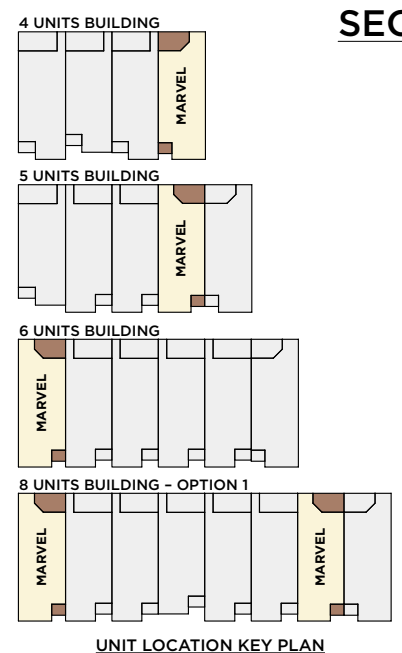 4 UNITS BUILDING
SEC
MARVEL
5 UNITS BUILDING
MARVEL
6 UNITS BUILDING
MARVEL
8 UNITS BUILDING – OPTION 1
MARVEL
MARVEL
UNIT LOCATION KEY PLAN